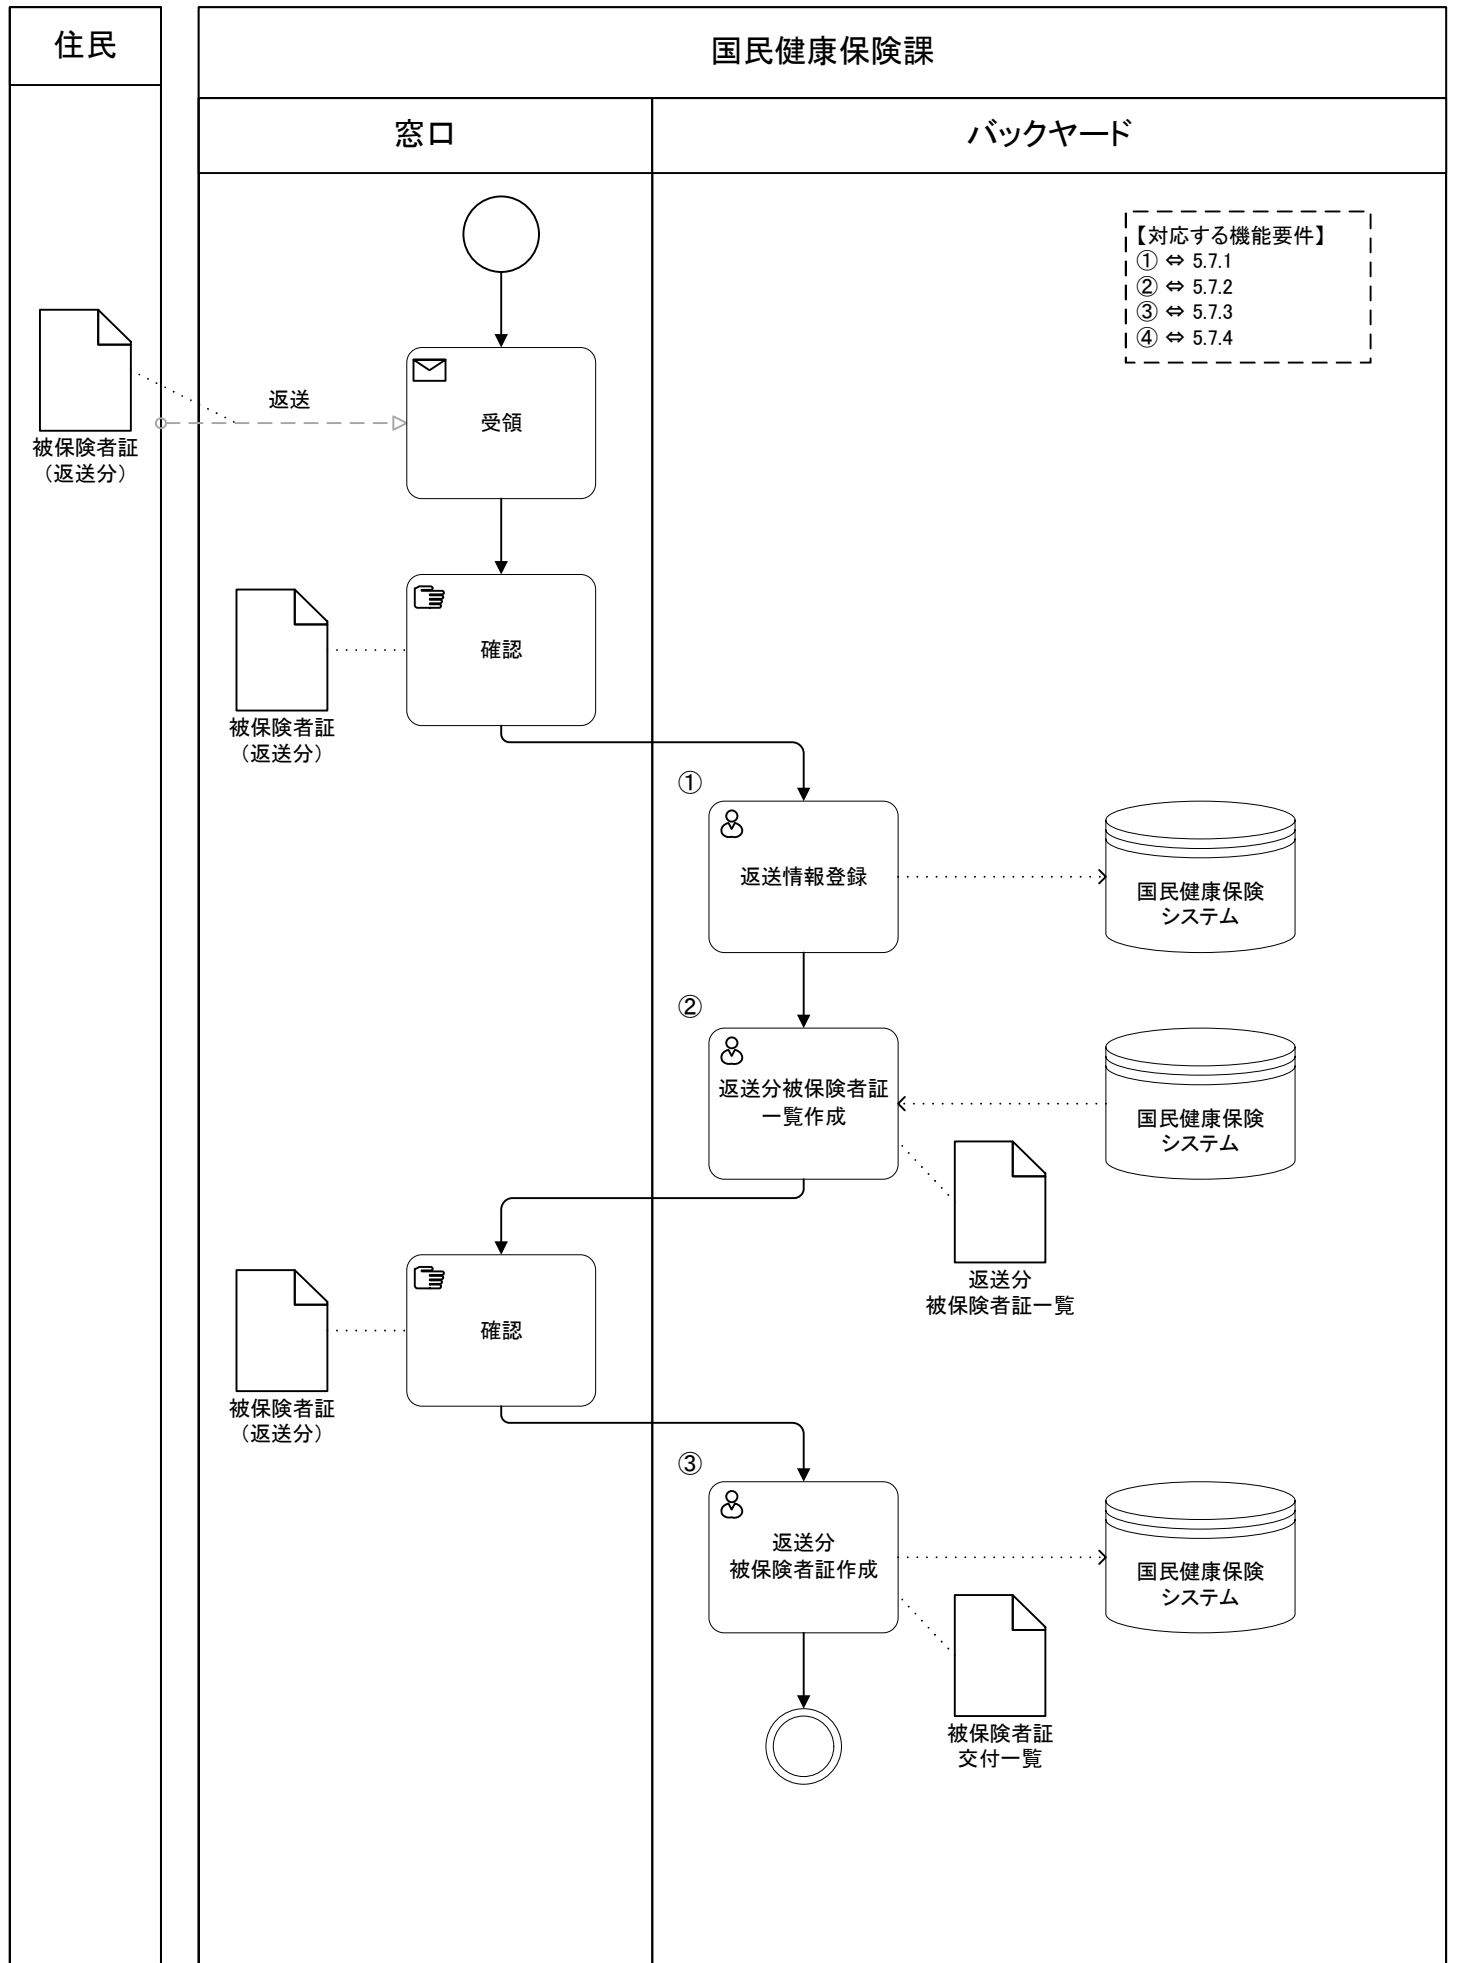 住民
国民健康保険課
窓口
バックヤード
【対応する機能要件】
① ⇔ 5.7.1
② ⇔ 5.7.2
③ ⇔ 5.7.3
④ ⇔ 5.7.4
返送
受領
被保険者証
（返送分）
確認
被保険者証
（返送分）
①
返送情報登録
国民健康保険
システム
②
返送分被保険者証
一覧作成
国民健康保険
システム
返送分
被保険者証一覧
確認
被保険者証
（返送分）
③
返送分
被保険者証作成
国民健康保険
システム
被保険者証
交付一覧